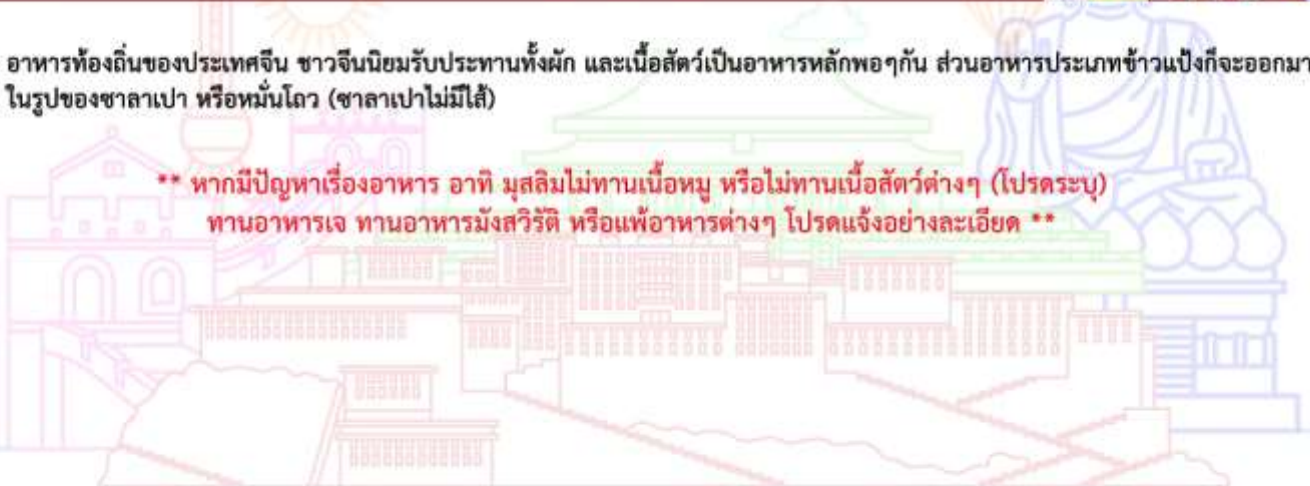 อาหารท้องถิ่นของประเทศจีน ชาวจีนนิยมรับประทานทั้งผัก และเนื้อสัตว์เป็นอาหารหลักพอๆกัน ส่วนอาหารประเภทข้าวแป้งก็จะออกมา
ในรูปของซาลาเปา หรือหมั่นโถว (ซาลาเปาไม่มีไส้)
** หากมีปัญหาเรื่องอาหาร อาทิ มุสลิมไม่ทานเนื้อหมู หรือไม่ทานเนื้อสัตว์ต่างๆ (โปรดระบุ)
ทานอาหารเจ ทานอาหารมังสวิรัติ หรือแพ้อาหารต่างๆ โปรดแจ้งอย่างละเอียด **